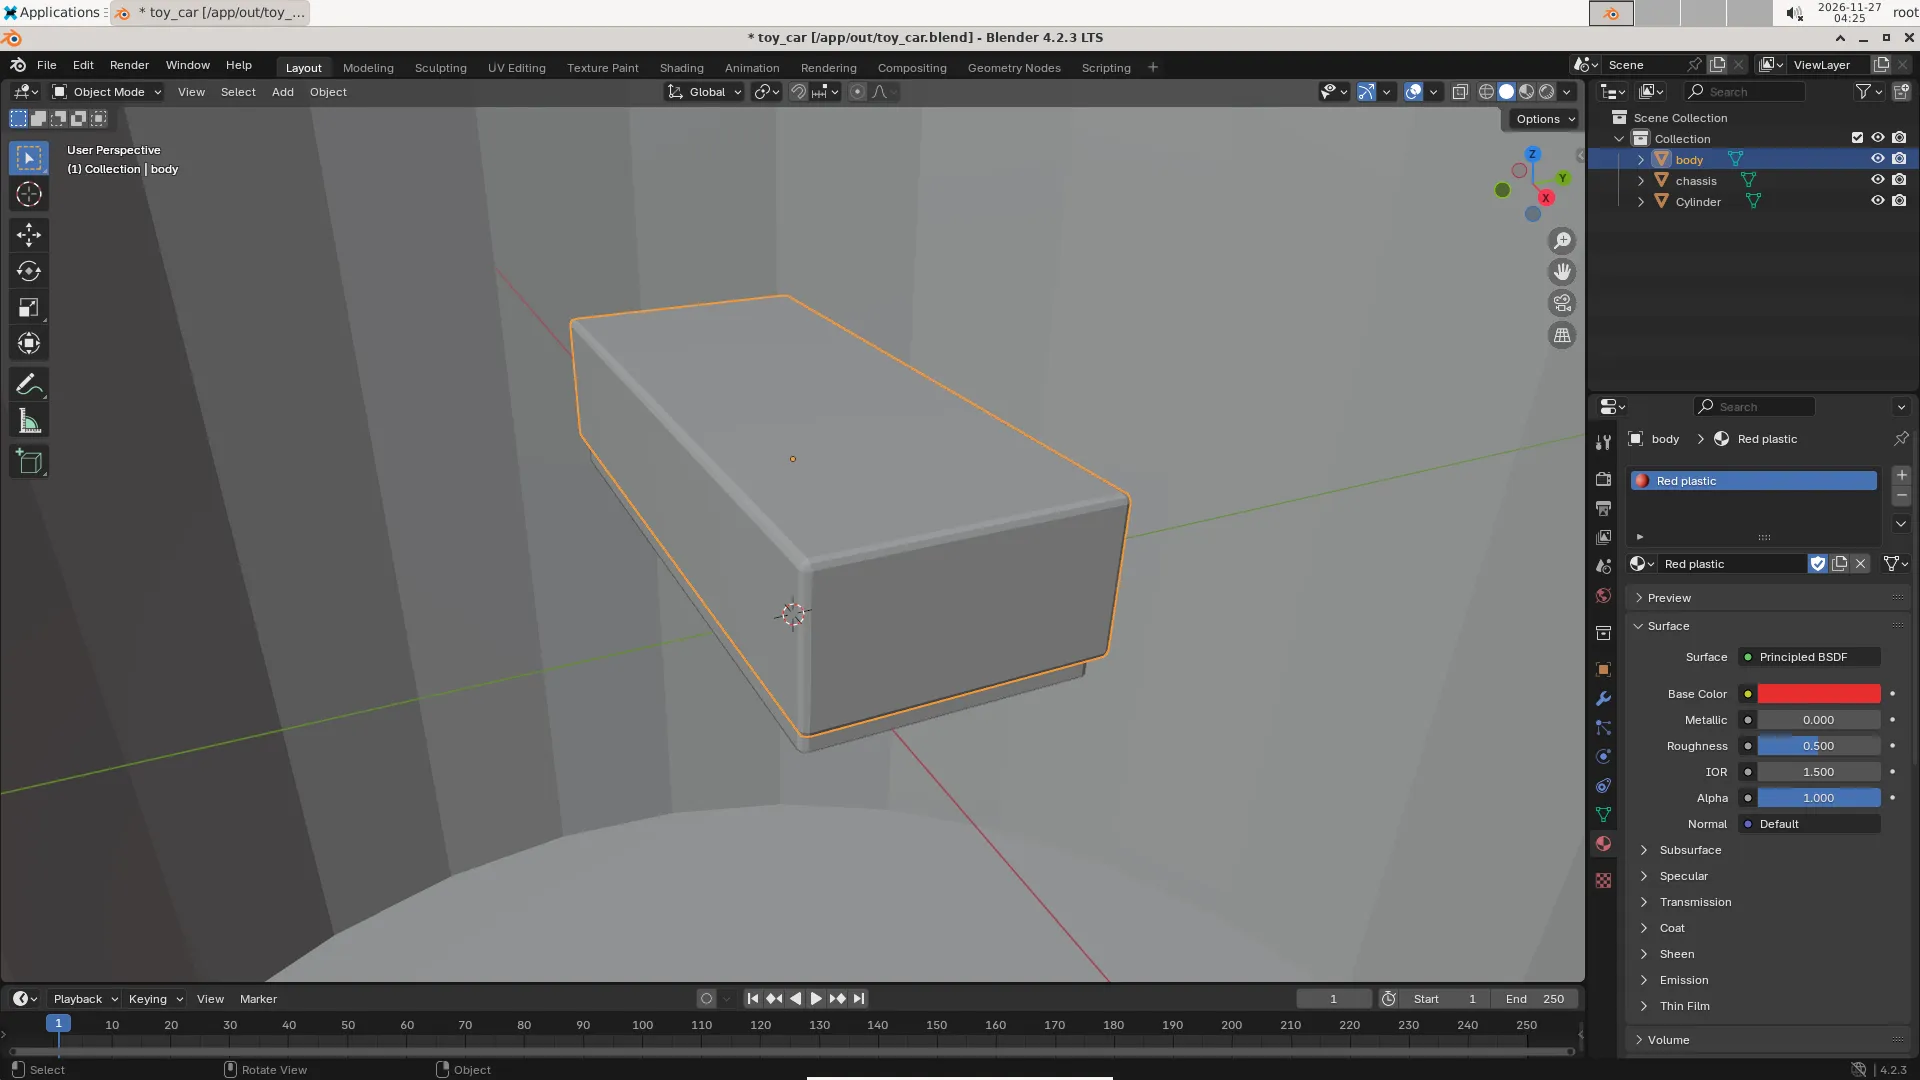 Applications
* toy_car [/app/out/toy_...
2026-11-27
04:25
root
* toy_car [/app/out/toy_car.blend] - Blender 4.2.3 LTS
File Edit Render Window Help
Layout Modeling Sculpting UV Editing Texture Paint Shading Animation Rendering Compositing Geometry Nodes Scripting +
Scene
ViewLayer
Object Mode View Select Add Object
Global
Search
Options
User Perspective
(1) Collection | body
Z
Y
X
Scene Collection
Collection
body
chassis
Cylinder
Search
body > Red plastic
Red plastic
Red plastic
Preview
Surface
Surface Principled BSDF
Base Color
Metallic 0.000
Roughness 0.500
IOR 1.500
Alpha 1.000
Normal Default
Subsurface
Specular
Transmission
Coat
Sheen
Emission
Thin Film
Volume
Playback Keying View Marker
1
Start 1
End 250
1 10 20 30 40 50 60 70 80 90 100 110 120 130 140 150 160 170 180 190 200 210 220 230 240 250
Select Rotate View Object
4.2.3